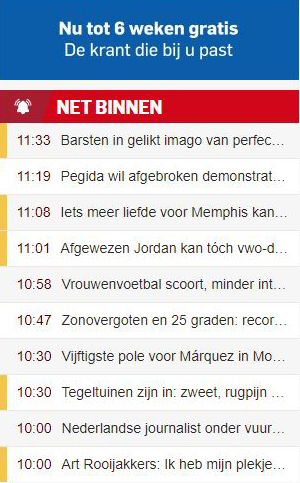 Nu tot 6 weken gratis
De krant die bij u past
NET BINNEN
11:33 Barsten in gelikt imago van perfec...
11:19 Pegida wil afgebroken demonstrat...
11:08 Iets meer liefde voor Memphis kan...
11:01 Afgewezen Jordan kan tóch vwo-d...
10:58 Vrouwenvoetbal scoort, minder int...
10:47 Zonovergoten en 25 graden: recor...
10:30 Vijftigste pole voor Márquez in Mo...
10:30 Tegeltuinen zijn in: zweet, rugpijn ...
10:00 Nederlandse journalist onder vuur...
10:00 Art Rooijakkers: Ik heb mijn plekje...